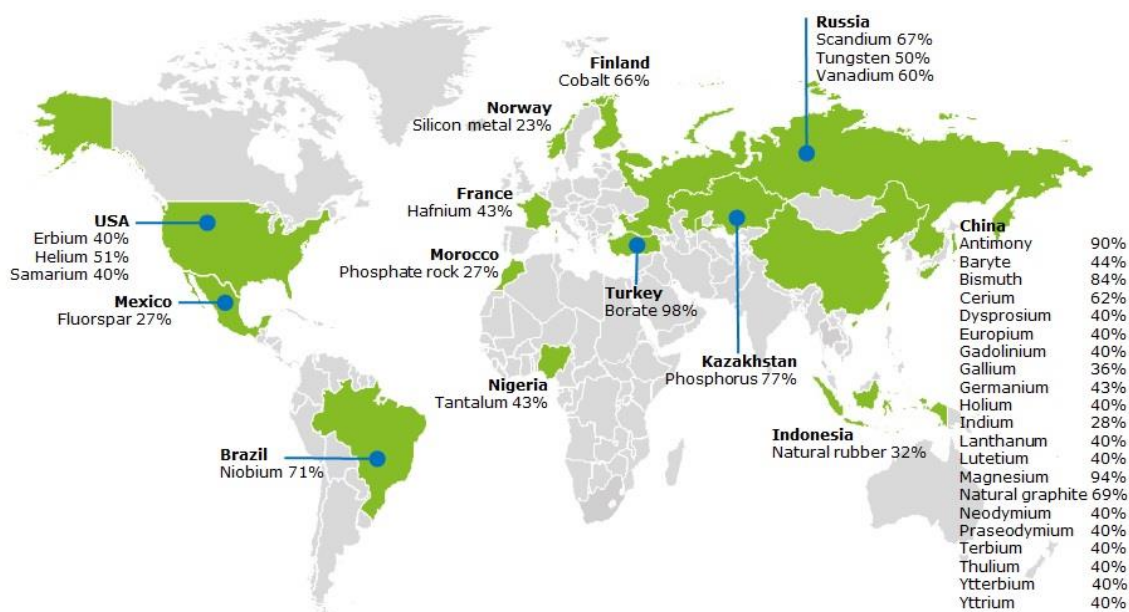 Russia
Scandium 67%
Tungsten 50%
Vanadium 60%
Finland
Cobalt 66%
Norway
Silicon metal 23%
France
Hafnium 43%
USA
Erbium 40%
Helium 51%
Samarium 40%
Morocco
Phosphate rock 27%
Mexico
Fluorspar 27%
Turkey
Borate 98%
Kazakhstan
Phosphorus 77%
Nigeria
Tantalum 43%
Brazil
Niobium 71%
Indonesia
Natural rubber 32%
China
Antimony 90%
Baryte 44%
Bismuth 84%
Cerium 62%
Dysprosium 40%
Europium 40%
Gadolinium 40%
Gallium 36%
Germanium 43%
Holium 40%
Indium 28%
Lanthanum 40%
Lutetium 40%
Magnesium 94%
Natural graphite 69%
Neodymium 40%
Praseodymium 40%
Terbium 40%
Thulium 40%
Ytterbium 40%
Yttrium 40%